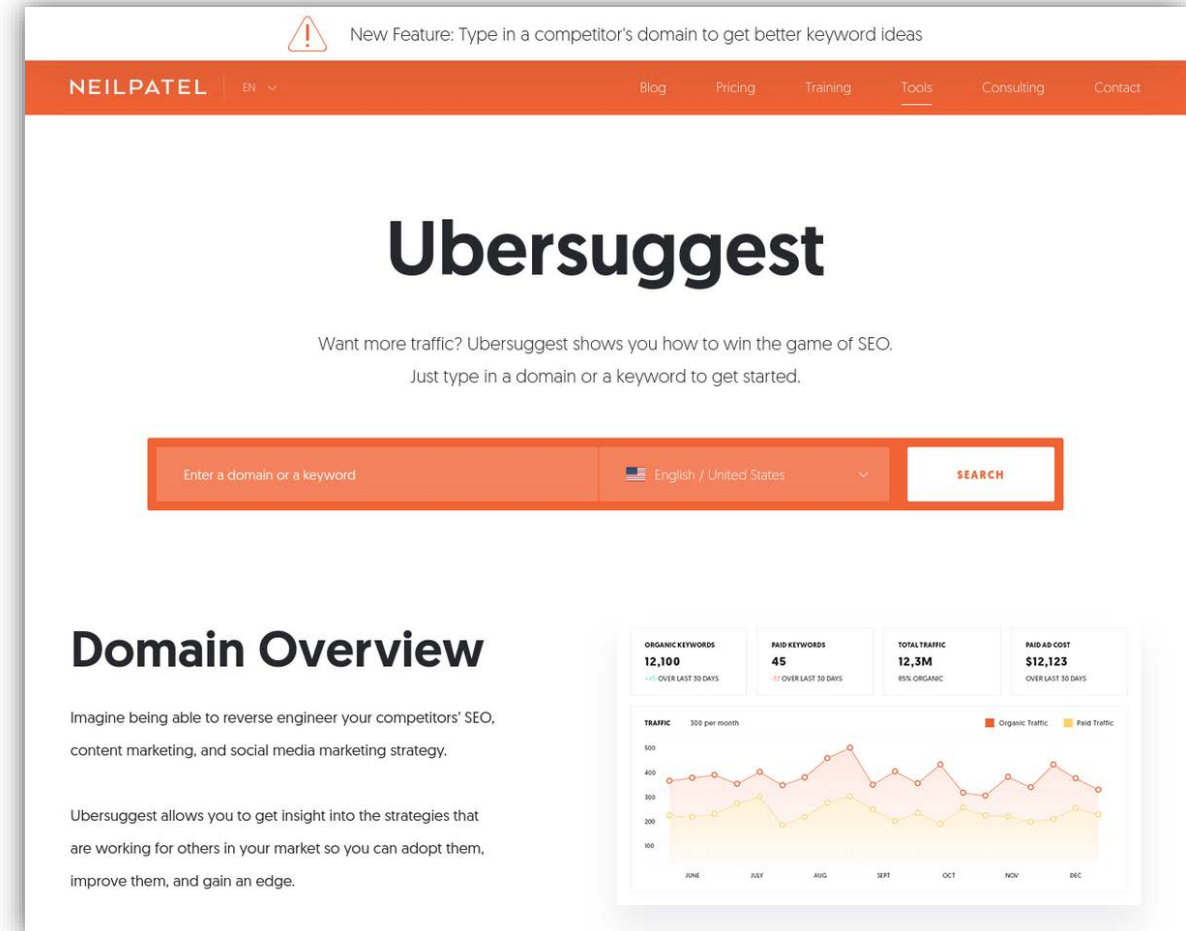 New Feature: Type in a competitor's domain to get better keyword ideas
NEILPATEL EN Blog Pricing Training Tools Consulting Contact
Ubersuggest
Want more traffic? Ubersuggest shows you how to win the game of SEO.
Just type in a domain or a keyword to get started.
Enter a domain or a keyword English / United States SEARCH
Domain Overview
Imagine being able to reverse engineer your competitors' SEO,
content marketing, and social media marketing strategy.
Ubersuggest allows you to get insight into the strategies that
are working for others in your market so you can adopt them,
improve them, and gain an edge.
ORGANIC KEYWORDS PAID KEYWORDS TOTAL TRAFFIC PAID AD COST
12,100 45 12,3M $12,123
+45 OVER LAST 30 DAYS -12 OVER LAST 30 DAYS 85% ORGANIC OVER LAST 30 DAYS
TRAFFIC 300 per month Organic Traffic Paid Traffic
500
400
300
200
100
JUNE JULY AUG SEPT OCT NOV DEC